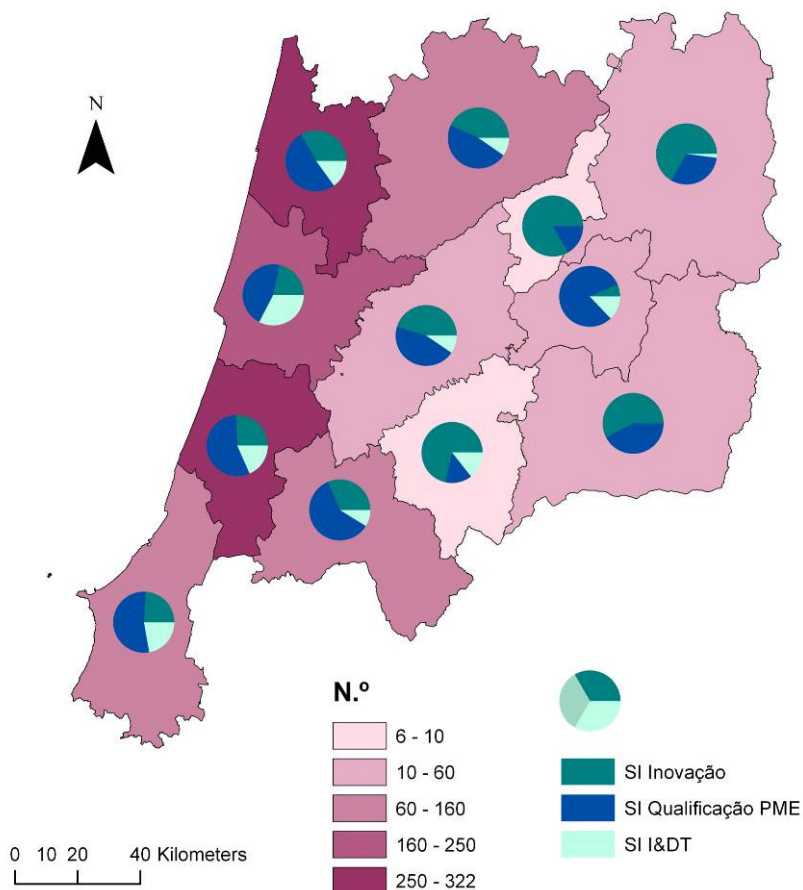 N
N.º
6 - 10
10 - 60
60 - 160
160 - 250
250 - 322
SI Inovação
SI Qualificação PME
SI I&DT
0 10 20 40 Kilometers